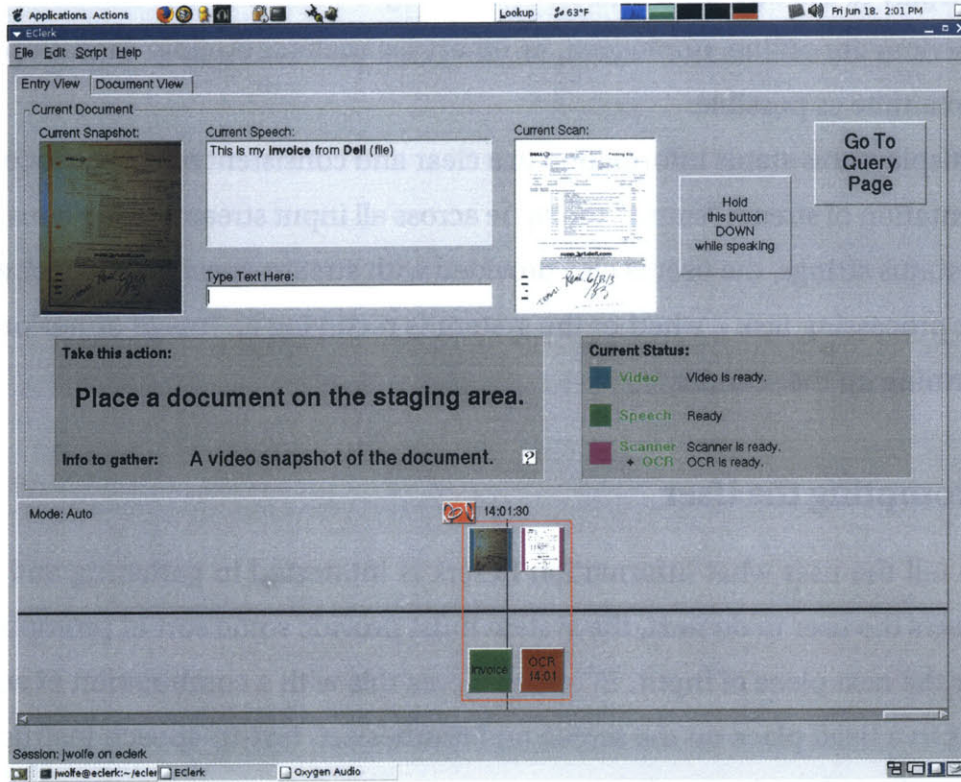 Applications Actions
Lookup
63°F
Fri Jun 18. 2:01 PM
EClerk
File Edit Script Help
Entry View
Document View
Current Document
Current Snapshot:
Current Speech:
This is my invoice from Dell (file)
Type Text Here:
Current Scan:
Hold
this button
DOWN
while speaking
Go To
Query
Page
Take this action:
Place a document on the staging area.
Info to gather:
A video snapshot of the document.
?
Current Status:
Video Video is ready.
Speech Ready
Scanner Scanner is ready.
+ OCR OCR is ready.
Mode: Auto
14:01:30
Invoice
OCR
14:01
Session: jwolfe on eclerk
jwolfe@eclerk:~/ecler
EClerk
Oxygen Audio